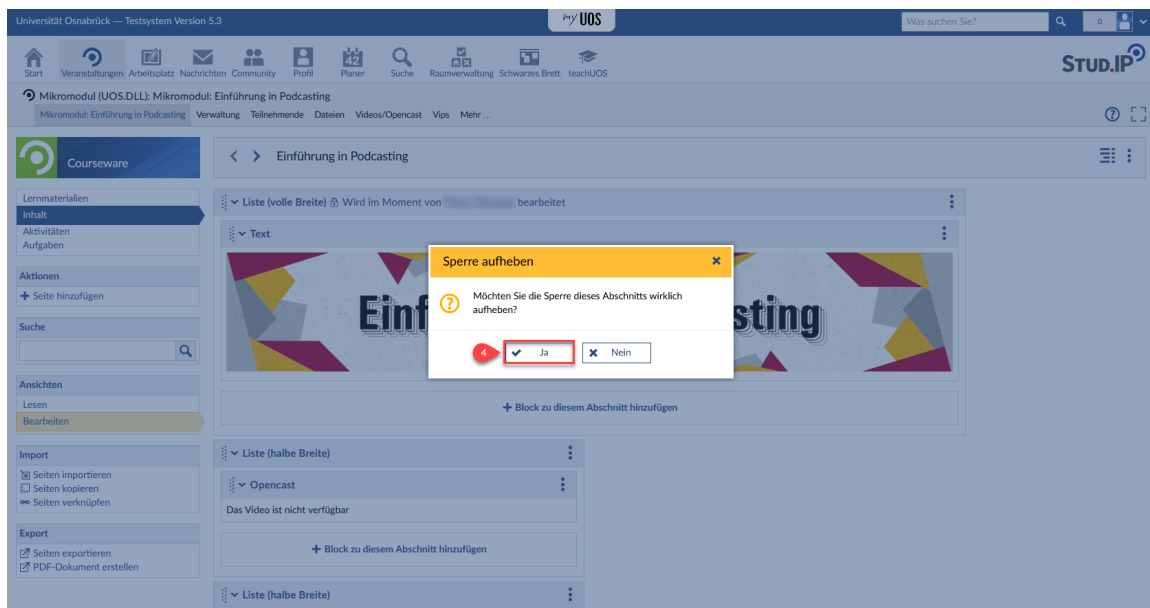 Universität Osnabrück — Testsystem Version 5.3
my UOS
Was suchen Sie?
0
Start Veranstaltungen Arbeitsplatz Nachrichten Community Profil Planer Suche Raumverwaltung Schwarzes Brett teachUOS
42
STUD.IP
Mikromodul (UOS.DLL): Mikromodul: Einführung in Podcasting
Mikromodul: Einführung in Podcasting Verwaltung Teilnehmende Dateien Videos/Opencast Vips Mehr ...
Courseware
Einführung in Podcasting
Lernmaterialien
Inhalt
Aktivitäten
Aufgaben
Aktionen
Seite hinzufügen
Suche
Ansichten
Lesen
Bearbeiten
Import
Seiten importieren
Seiten kopieren
Seiten verknüpfen
Export
Seiten exportieren
PDF-Dokument erstellen
Liste (volle Breite) Wird im Moment von bearbeitet
Text
Einf
sting
Sperre aufheben
Möchten Sie die Sperre dieses Abschnitts wirklich
aufheben?
4
Ja
Nein
Block zu diesem Abschnitt hinzufügen
Liste (halbe Breite)
Opencast
Das Video ist nicht verfügbar
Block zu diesem Abschnitt hinzufügen
Liste (halbe Breite)